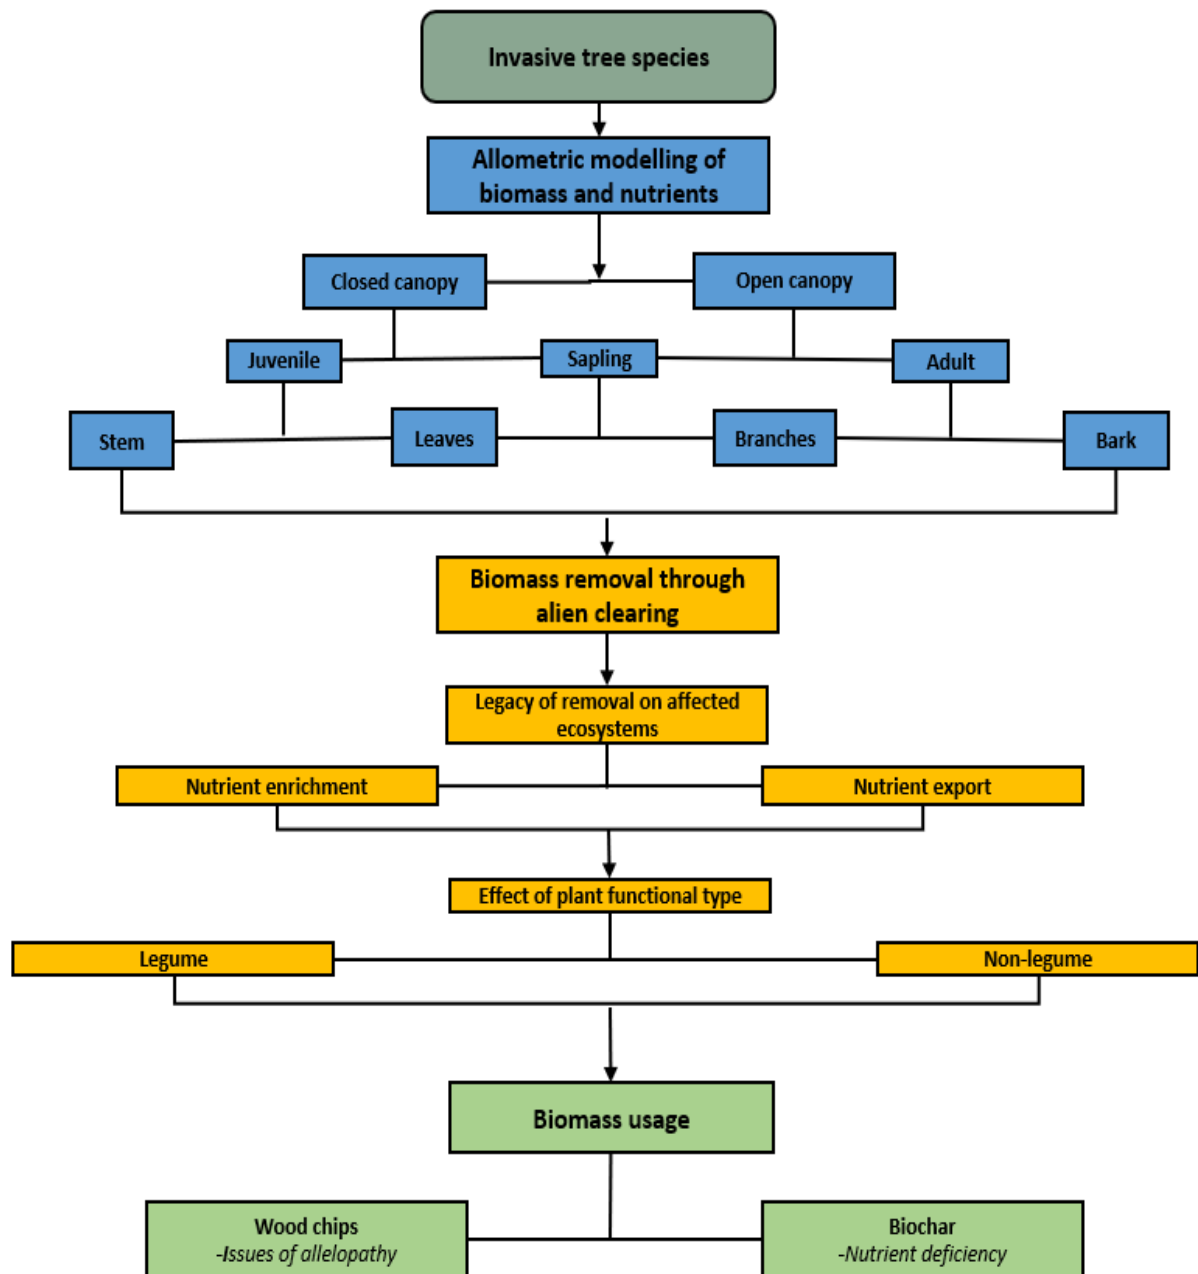 Invasive tree species
Allometric modelling of
biomass and nutrients
Closed canopy
Open canopy
Juvenile
Sapling
Adult
Stem
Leaves
Branches
Bark
Biomass removal through
alien clearing
Legacy of removal on affected
ecosystems
Nutrient enrichment
Nutrient export
Effect of plant functional type
Legume
Non-legume
Biomass usage
Wood chips
-Issues of allelopathy
Biochar
-Nutrient deficiency